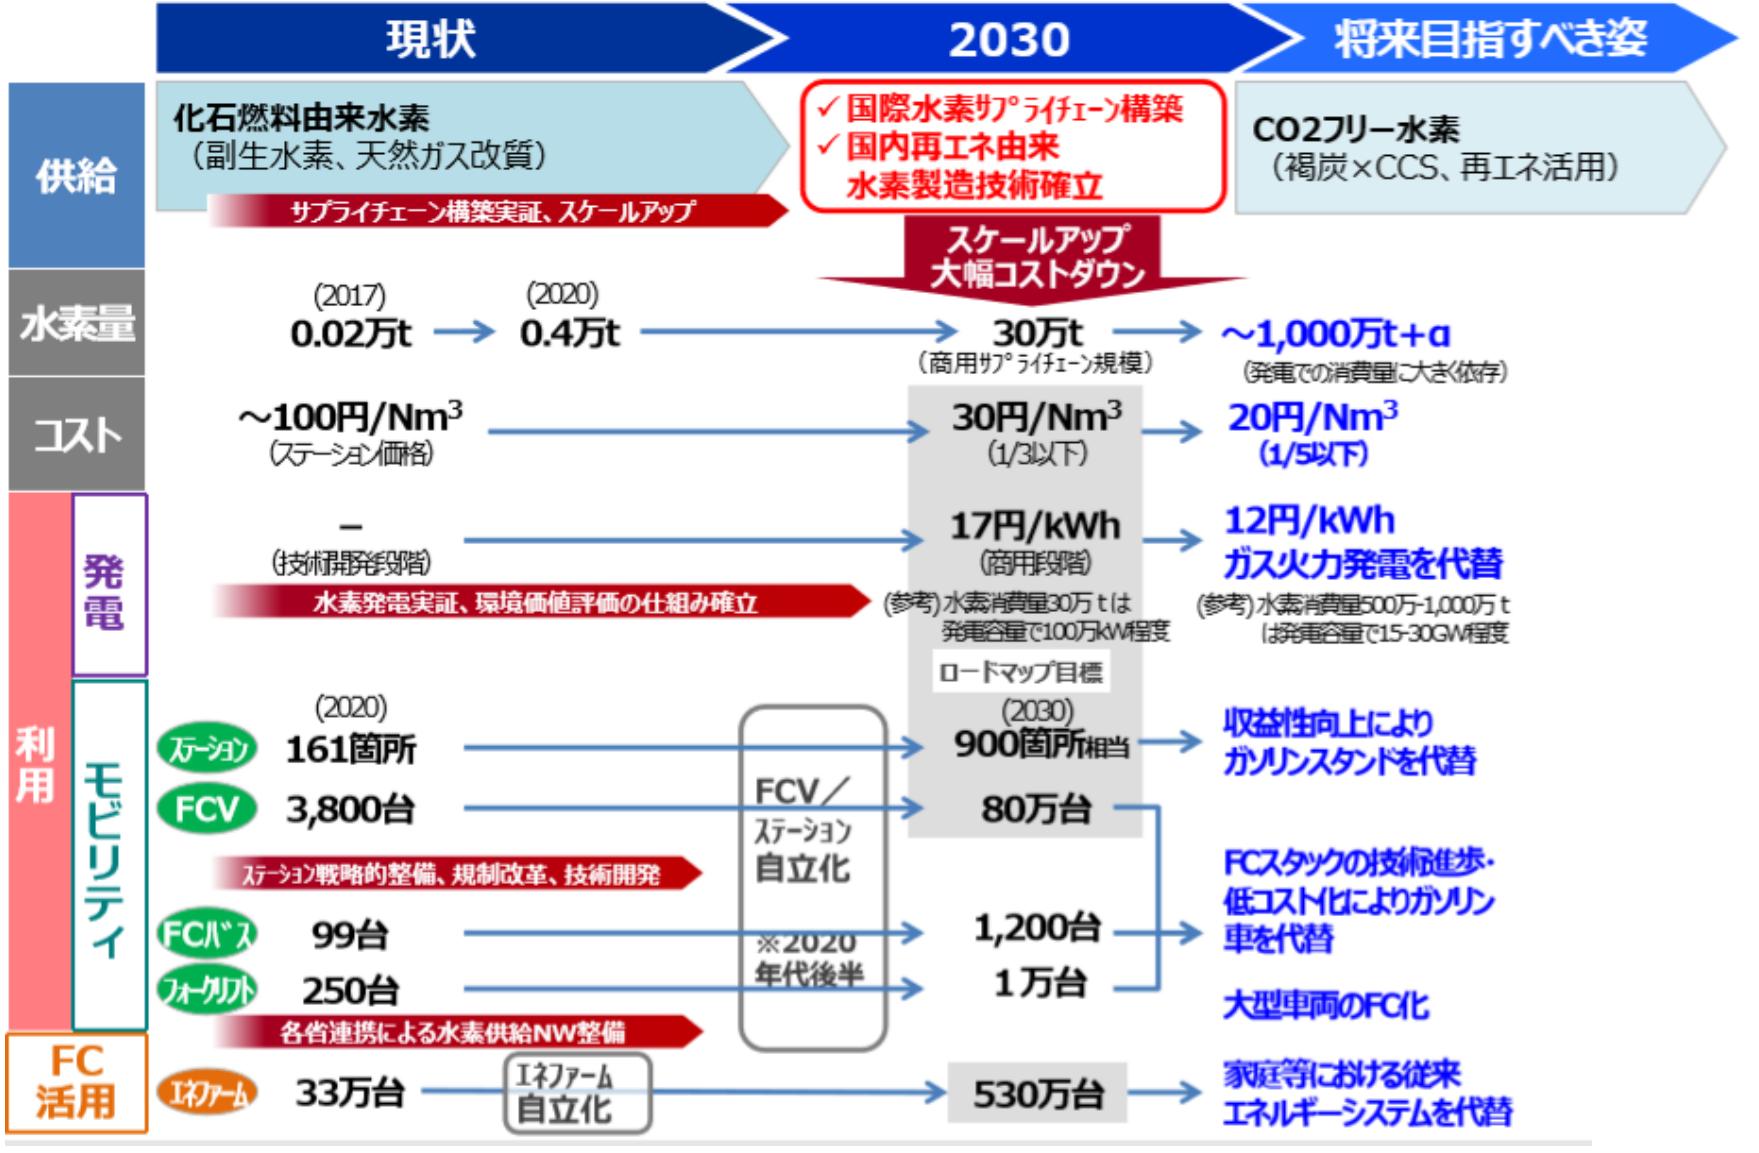 現状
2030
将来目指すべき姿
供給
化石燃料由来水素
（副生水素、天然ガス改質）
サプライチェーン構築実証、スケールアップ
✓国際水素ｻﾌﾟﾗｲﾁｪｰﾝ構築
✓国内再エネ由来
水素製造技術確立
CO2フリー水素
（褐炭×CCS、再エネ活用）
スケールアップ
大幅コストダウン
水素量
(2017)
0.02万t
(2020)
0.4万t
30万t
（商用ｻﾌﾟﾗｲﾁｪｰﾝ規模）
～1,000万t+α
（発電での消費量に大きく依存）
コスト
～100円/Nm3
（ステーション価格）
30円/Nm3
（1/3以下）
20円/Nm3
（1/5以下）
利用
発電
－
（技術開発段階）
17円/kWh
（商用段階）
12円/kWh
ガス火力発電を代替
水素発電実証、環境価値評価の仕組み確立
（参考）水素消費量30万ｔは
発電容量で100万kW程度
（参考）水素消費量500万-1,000万ｔ
は発電容量で15-30GW程度
ロードマップ目標
モビリティ
(2020)
(2030)
ｽﾃｰｼｮﾝ
161箇所
900箇所相当
収益性向上により
ガソリンスタンドを代替
FCV
3,800台
80万台
FCV／
ｽﾃｰｼｮﾝ
自立化
※2020
年代後半
ｽﾃｰｼｮﾝ戦略的整備、規制改革、技術開発
FCスタックの技術進歩・
低コスト化によりガソリン
車を代替
FCﾊﾞｽ
99台
1,200台
ﾌｫｰｸﾘﾌﾄ
250台
１万台
大型車両のFC化
各省連携による水素供給NW整備
FC
活用
ｴﾈﾌｧｰﾑ
33万台
ｴﾈﾌｧｰﾑ
自立化
530万台
家庭等における従来
エネルギーシステムを代替